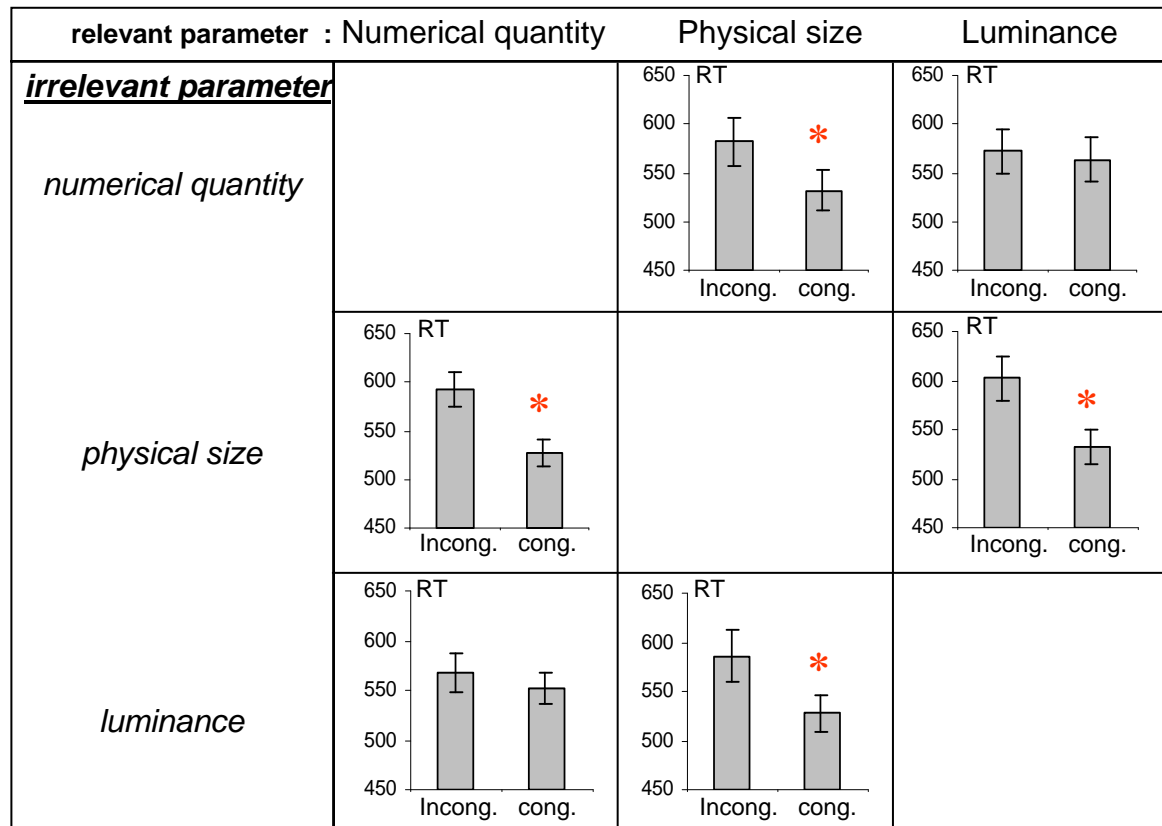 relevant parameter : Numerical quantity Physical size Luminance
irrelevant parameter
numerical quantity
650 RT
600 *
550
500
450
Incong. cong.
650 RT
600
550
500
450
Incong. cong.
physical size
650 RT
600
550 *
500
450
Incong. cong.
650 RT
600
550 *
500
450
Incong. cong.
luminance
650 RT
600
550
500
450
Incong. cong.
650 RT
600 *
550
500
450
Incong. cong.